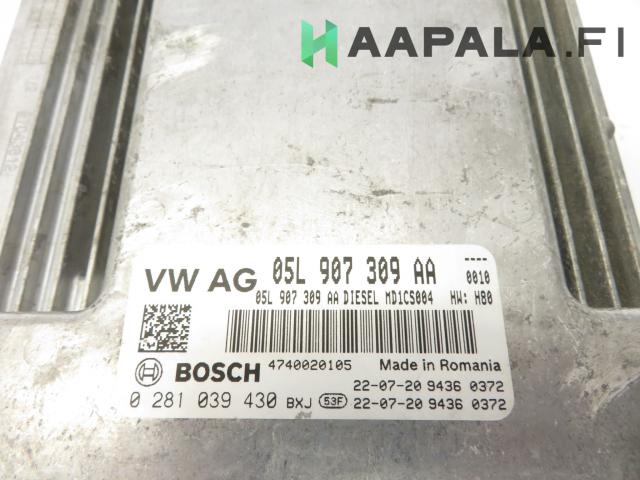 HAAPALA.FI
VW AG 05L 907 309 AA ----
0010
05L 907 309 AA DIESEL MD1CS004 HW: H80
BOSCH 4740020105 Made in Romania
22-07-20 9436 0372
0 281 039 430 BXJ 53F 22-07-20 9436 0372